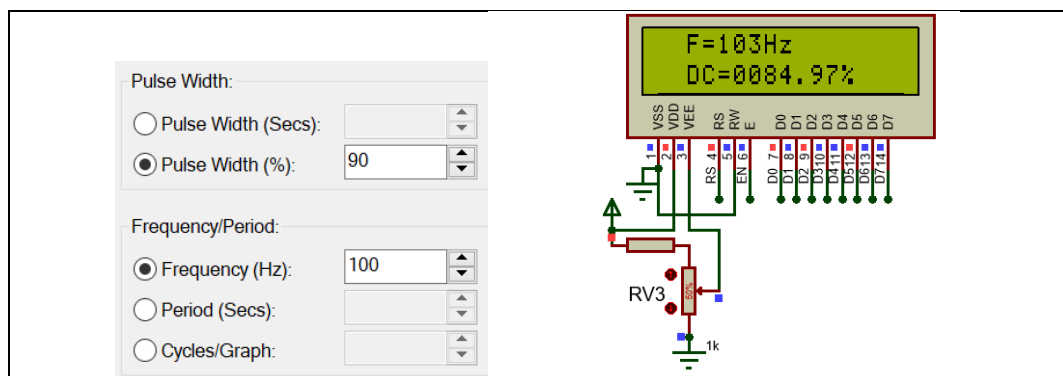 Pulse Width:
Pulse Width (Secs):
Pulse Width (%): 90
Frequency/Period:
Frequency (Hz): 100
Period (Secs):
Cycles/Graph:
F=103Hz
DC=0084.97%
VSS VDD VEE RS RW E D0 D1 D2 D3 D4 D5 D6 D7
1 2 3 4 5 6 7 8 9 10 11 12 13 14
RS EN D0 D1 D2 D3 D4 D5 D6 D7
RV3
50%
1k